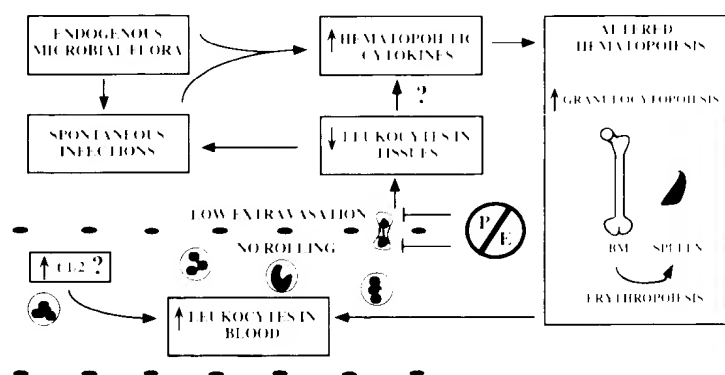 ENDOGENOUS
MICROBIAL FLORA
HEMATOPOIETIC
CYTOKINES
ALTERED
HEMATOPOIESIS
?
GRANULOCYTOPOIESIS
SPONTANEOUS
INFECTIONS
LEUKOCYTES IN
TISSUES
LOW EXTRAVASATION
P
E
NO ROLLING
BM SPLEEN
?
ERYTHROPOIESIS
LEUKOCYTES IN
BLOOD